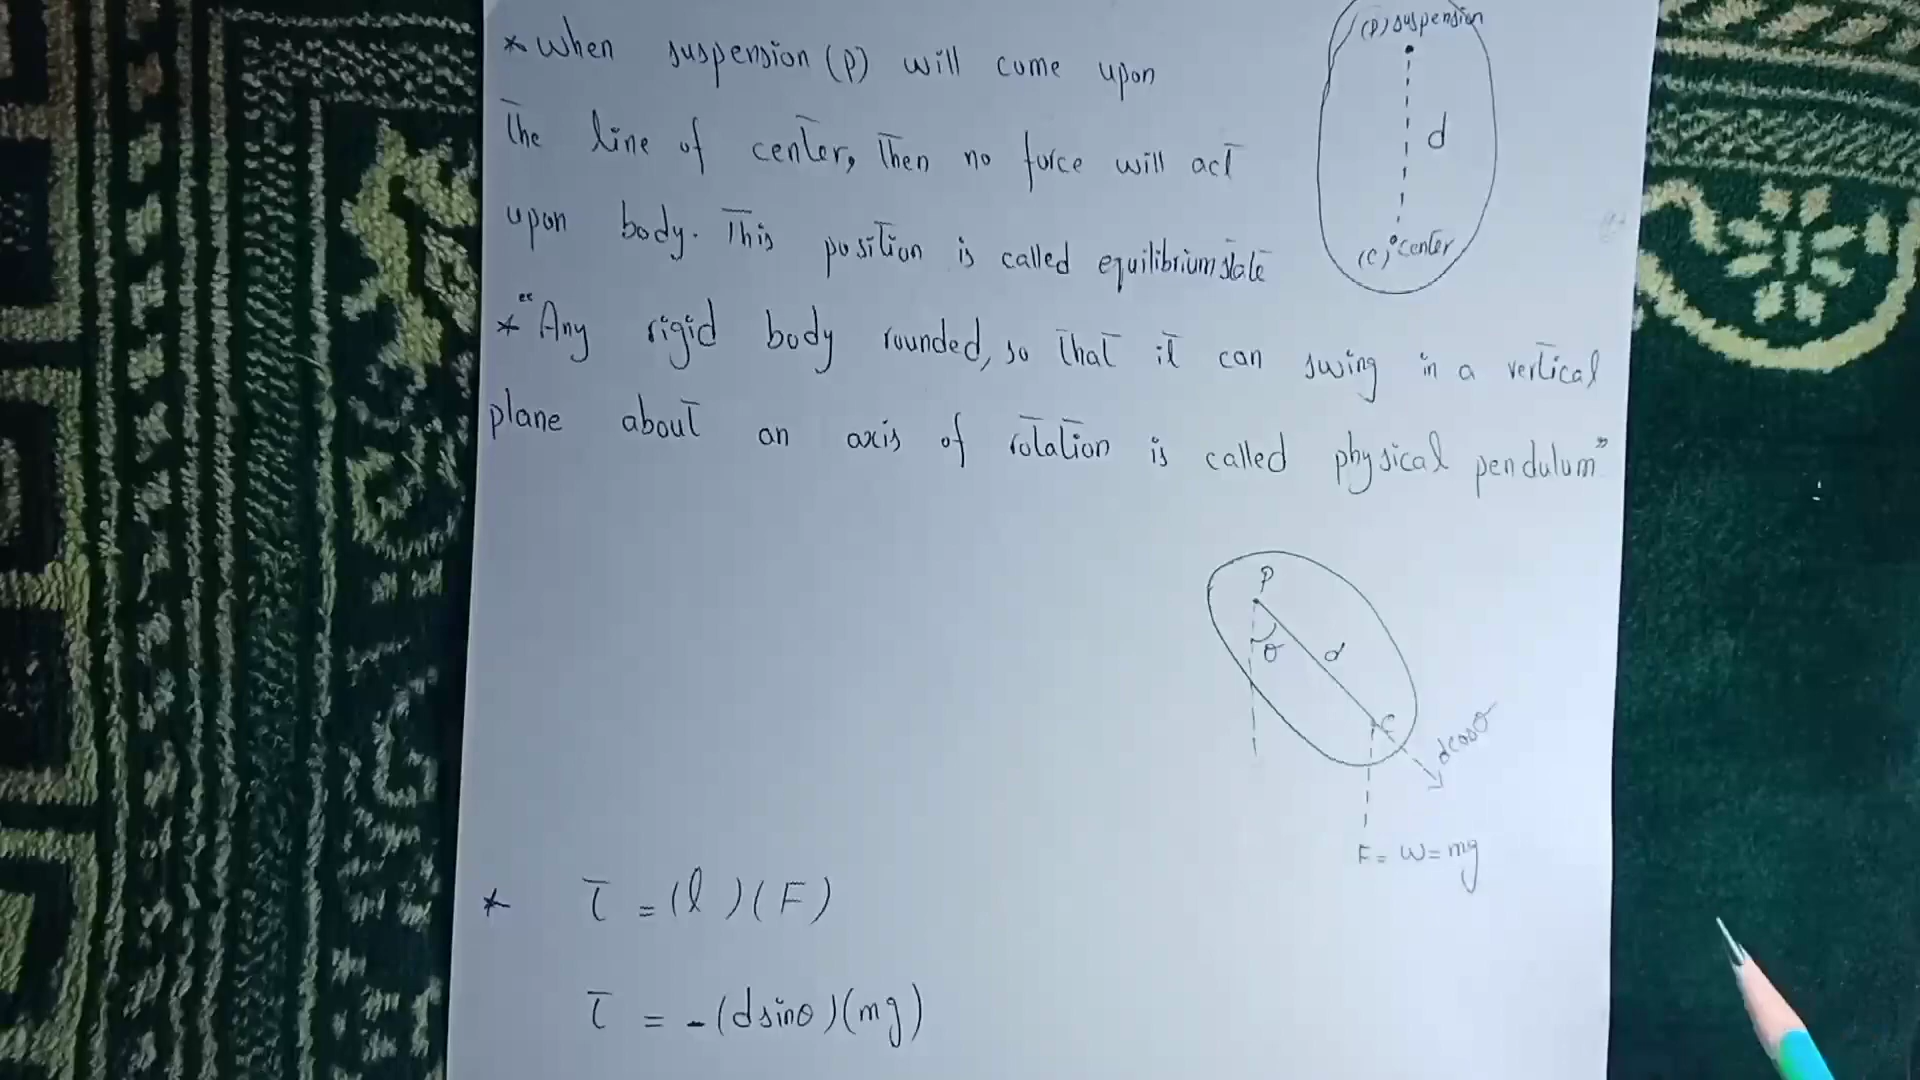 * When suspension (P) will come upon
(P) suspension
the line of center, then no force will act
d
upon body. This position is called equilibrium state
(C) center
* "Any rigid body rounded, so that it can swing in a vertical
plane about an axis of rotation is called physical pendulum"
P
θ d
C
dcosθ
F = W = mg
* τ = (l)(F)
τ = -(dsinθ)(mg)